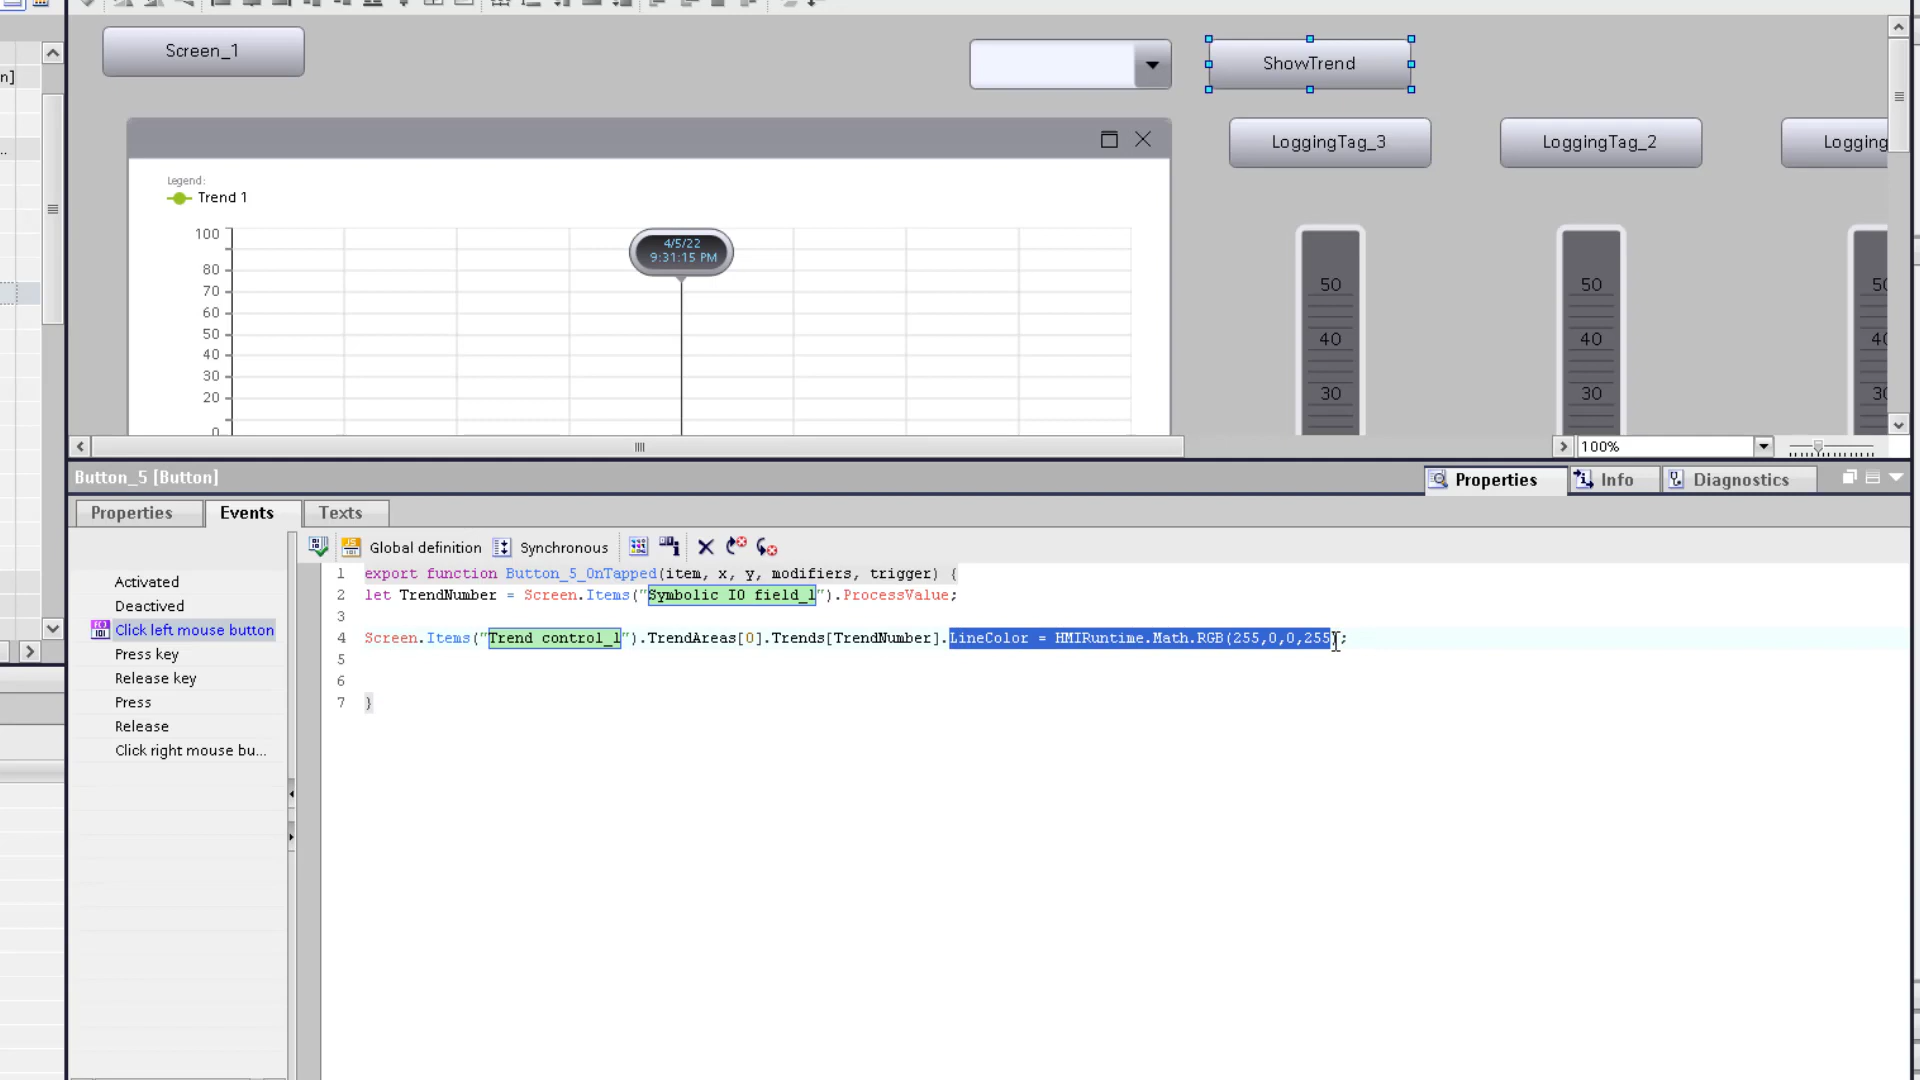 Screen_1
ShowTrend
n]
...
LoggingTag_3
LoggingTag_2
Logging
Legend:
Trend 1
100
80
70
60
50
40
30
20
0
4/5/22
9:31:15 PM
50
40
30
50
40
30
50
40
30
100%
Button_5 [Button]
Properties
Info
Diagnostics
Properties
Events
Texts
Global definition
Synchronous
Activated
Deactived
Click left mouse button
Press key
Release key
Press
Release
Click right mouse bu...
1 export function Button_5_OnTapped(item, x, y, modifiers, trigger) {
2 let TrendNumber = Screen.Items("Symbolic IO field_1").ProcessValue;
3
4 Screen.Items("Trend control_1").TrendAreas[0].Trends[TrendNumber].LineColor = HMIRuntime.Math.RGB(255,0,0,255);
5
6
7 }